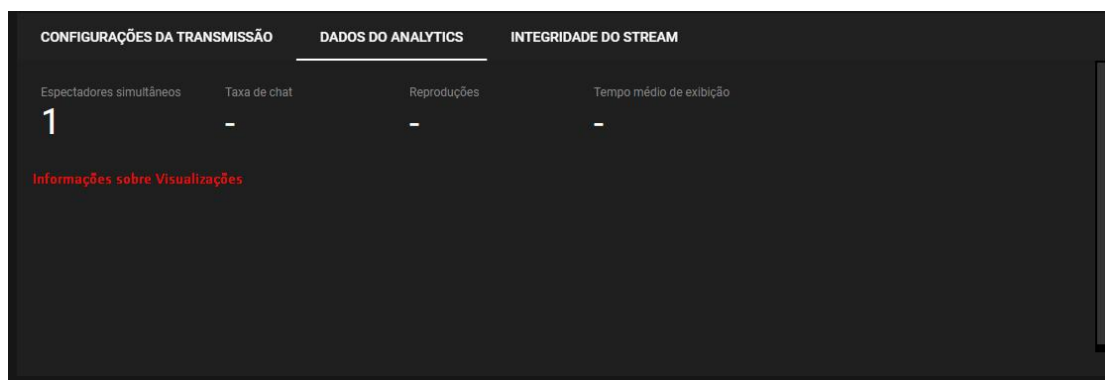 CONFIGURAÇÕES DA TRANSMISSÃO DADOS DO ANALYTICS INTEGRIDADE DO STREAM
Espectadores simultâneos Taxa de chat Reproduções Tempo médio de exibição
1 - - -
Informações sobre Visualizações